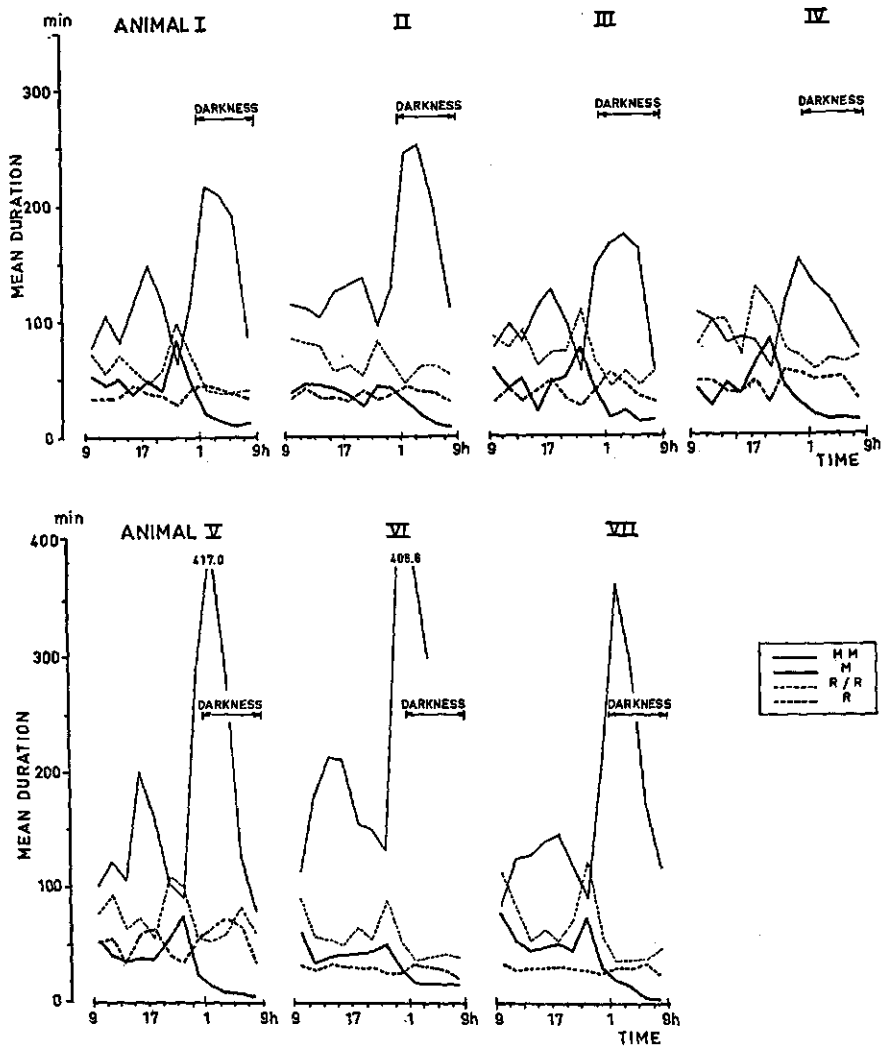 min
ANIMAL I
II
III
IV
300
200
100
0
MEAN DURATION
DARKNESS
DARKNESS
DARKNESS
DARKNESS
9 17 1 9h
9 17 1 9h
9 17 1 9h
9 17 1 9h
TIME
min
ANIMAL V
VI
VII
400
300
200
100
0
MEAN DURATION
417.0
408.8
DARKNESS
DARKNESS
DARKNESS
MM
M
R/R
R
9 17 1 9h
9 17 1 9h
9 17 1 9h
TIME